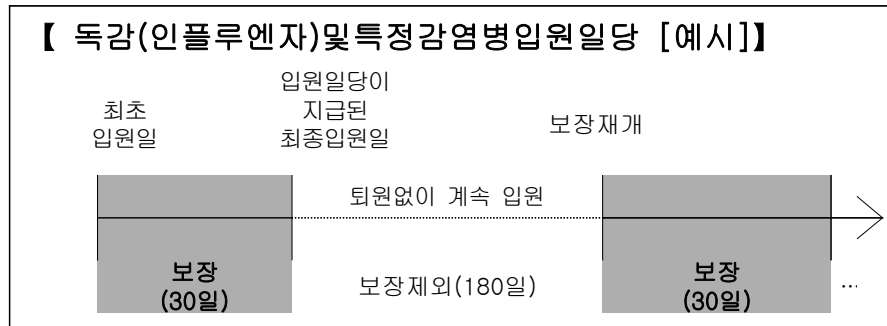 【 독감(인플루엔자)및특정감염병입원일당 [예시]】
최초
입원일
입원일당이
지급된
최종입원일
보장재개
퇴원없이 계속 입원
보장
(30일)
보장제외(180일)
보장
(30일)
…